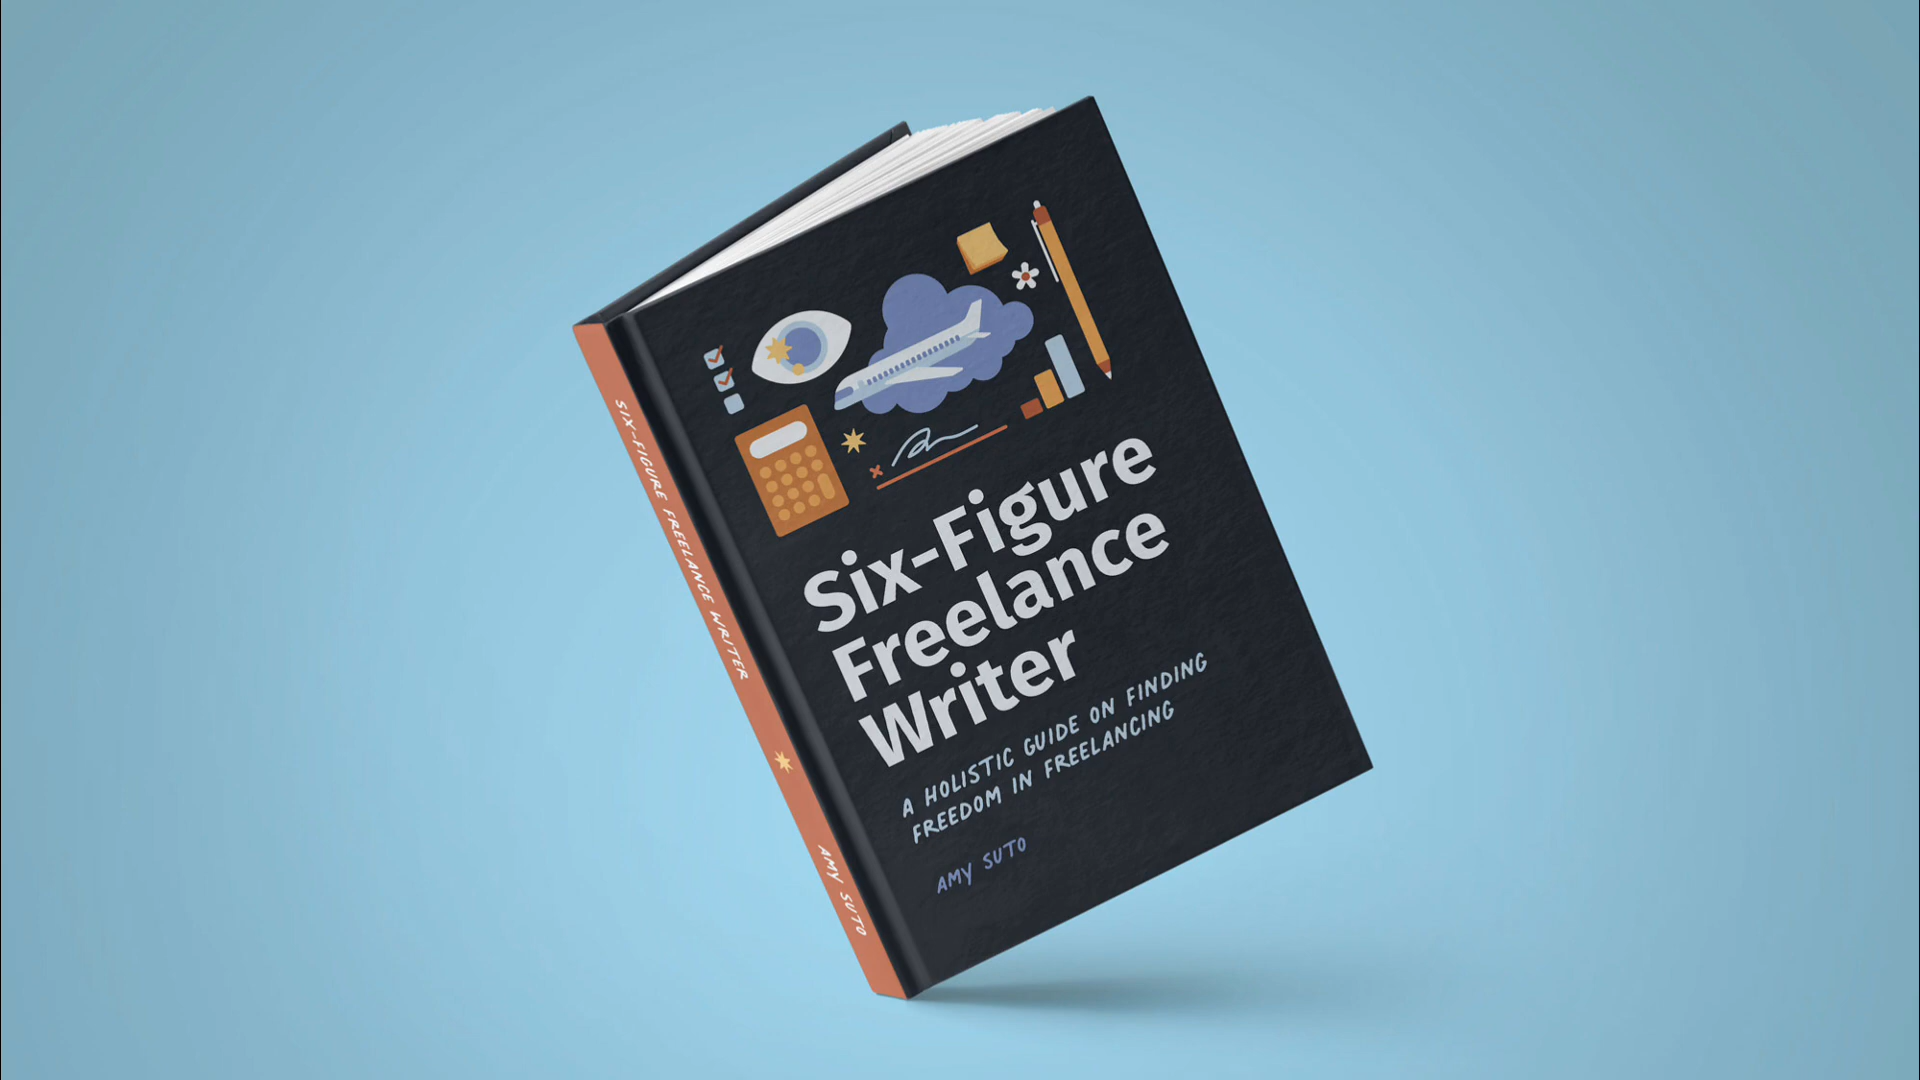 SIX-FIGURE FREELANCE WRITER
AMY SUTO
Six-Figure
Freelance
Writer
A HOLISTIC GUIDE ON FINDING
FREEDOM IN FREELANCING
AMY SUTO